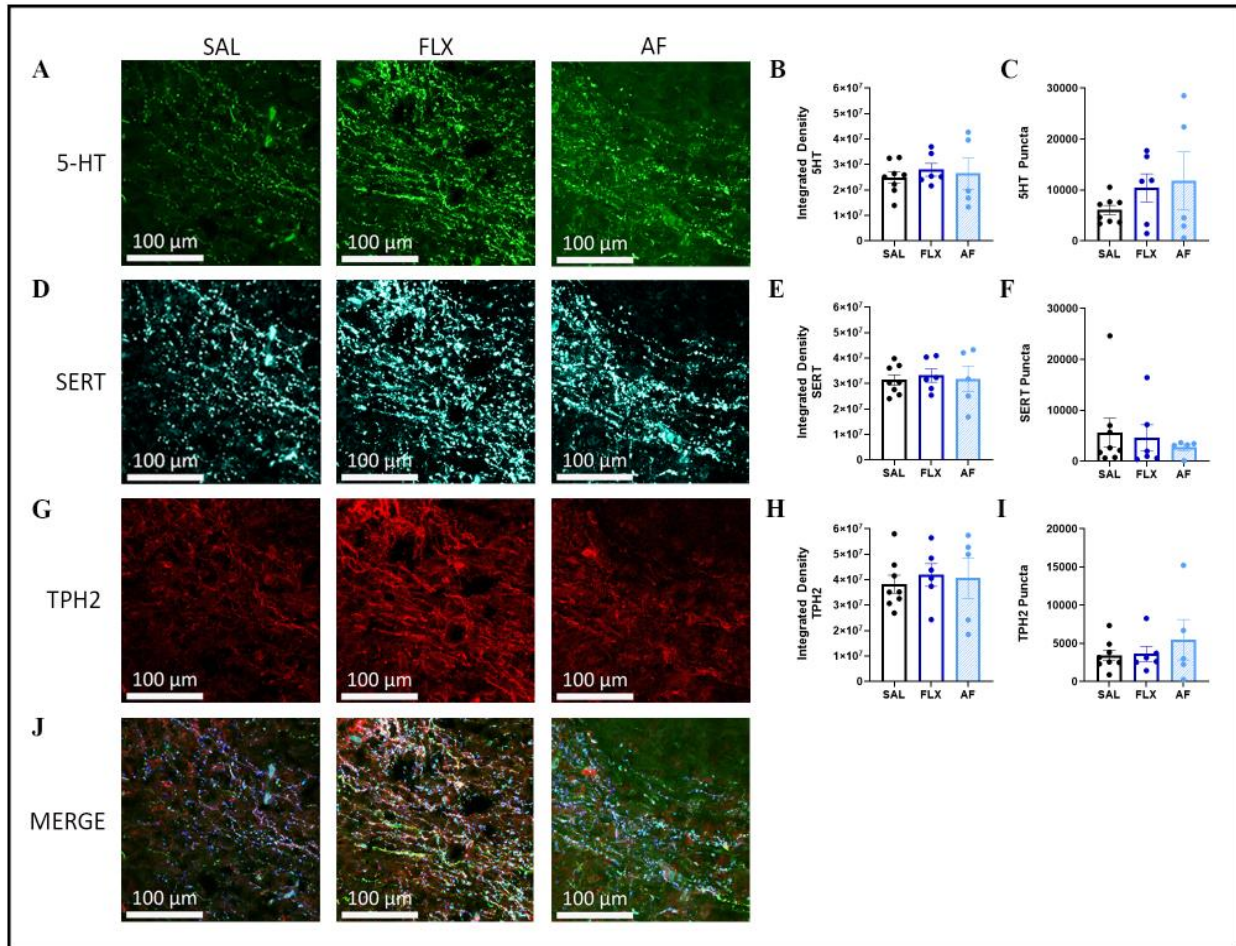 SAL FLX AF
A
5-HT
100 µm 100 µm 100 µm
B
Integrated Density
5HT
6×10⁷
5×10⁷
4×10⁷
3×10⁷
2×10⁷
1×10⁷
0
SAL FLX AF
C
5HT Puncta
30000
20000
10000
0
SAL FLX AF
D
SERT
100 µm 100 µm 100 µm
E
Integrated Density
SERT
6×10⁷
5×10⁷
4×10⁷
3×10⁷
2×10⁷
1×10⁷
0
SAL FLX AF
F
SERT Puncta
30000
20000
10000
0
SAL FLX AF
G
TPH2
100 µm 100 µm 100 µm
H
Integrated Density
TPH2
6×10⁷
5×10⁷
4×10⁷
3×10⁷
2×10⁷
1×10⁷
0
SAL FLX AF
I
TPH2 Puncta
20000
15000
10000
5000
0
SAL FLX AF
J
MERGE
100 µm 100 µm 100 µm